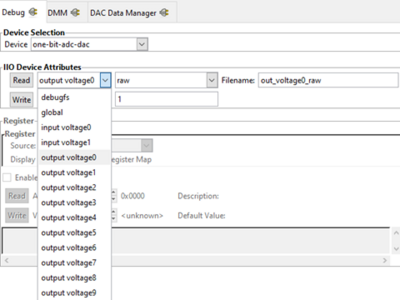 Debug DMM DAC Data Manager
Device Selection
Device one-bit-adc-dac
IIO Device Attributes
Read output voltage0 raw Filename: out_voltage0_raw
Write 1
debugfs
global
input voltage0
input voltage1
output voltage0
output voltage1
output voltage2
output voltage3
output voltage4
output voltage5
output voltage6
output voltage7
output voltage8
output voltage9
Register
Register
Source:
Display egister Map
Enable
Read A 0x0000 Description:
Write V <unknown> Default Value: